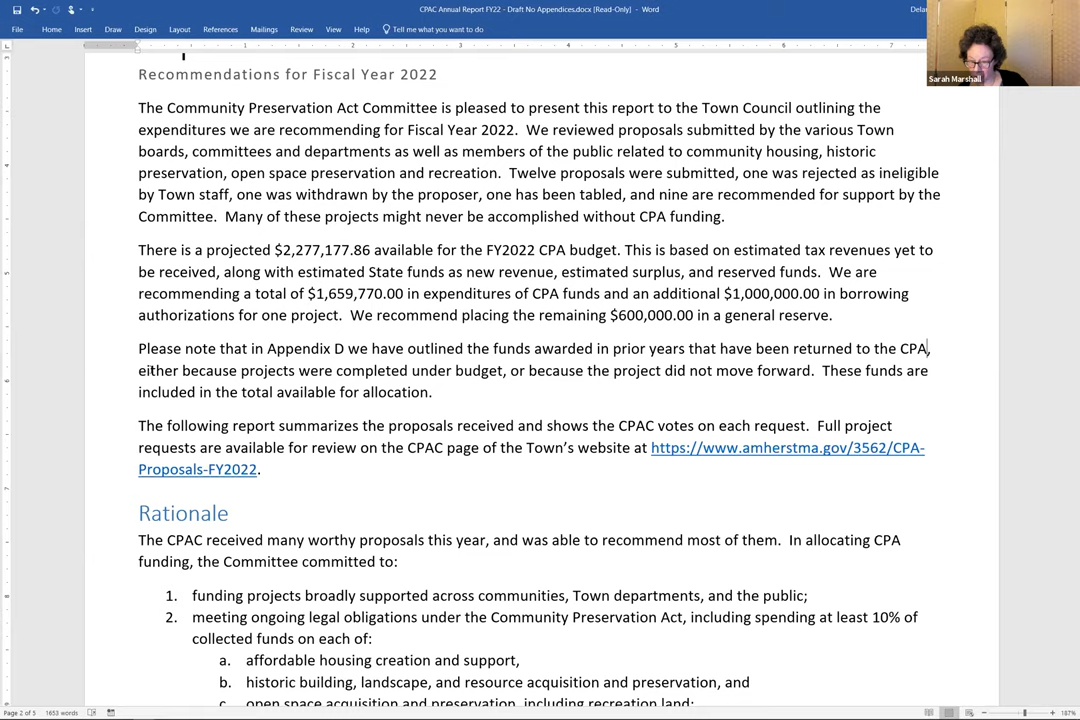 CPAC Annual Report FY22 - Draft No Appendices.docx [Read-Only] - Word
File Home Insert Draw Design Layout References Mailings Review View Help Tell me what you want to do
Sarah Marshall
Recommendations for Fiscal Year 2022
The Community Preservation Act Committee is pleased to present this report to the Town Council outlining the
expenditures we are recommending for Fiscal Year 2022. We reviewed proposals submitted by the various Town
boards, committees and departments as well as members of the public related to community housing, historic
preservation, open space preservation and recreation. Twelve proposals were submitted, one was rejected as ineligible
by Town staff, one was withdrawn by the proposer, one has been tabled, and nine are recommended for support by the
Committee. Many of these projects might never be accomplished without CPA funding.
There is a projected $2,277,177.86 available for the FY2022 CPA budget. This is based on estimated tax revenues yet to
be received, along with estimated State funds as new revenue, estimated surplus, and reserved funds. We are
recommending a total of $1,659,770.00 in expenditures of CPA funds and an additional $1,000,000.00 in borrowing
authorizations for one project. We recommend placing the remaining $600,000.00 in a general reserve.
Please note that in Appendix D we have outlined the funds awarded in prior years that have been returned to the CPA,
either because projects were completed under budget, or because the project did not move forward. These funds are
included in the total available for allocation.
The following report summarizes the proposals received and shows the CPAC votes on each request. Full project
requests are available for review on the CPAC page of the Town's website at https://www.amherstma.gov/3562/CPA-
Proposals-FY2022.
Rationale
The CPAC received many worthy proposals this year, and was able to recommend most of them. In allocating CPA
funding, the Committee committed to:
1. funding projects broadly supported across communities, Town departments, and the public;
2. meeting ongoing legal obligations under the Community Preservation Act, including spending at least 10% of
collected funds on each of:
a. affordable housing creation and support,
b. historic building, landscape, and resource acquisition and preservation, and
c. open space acquisition and preservation, including recreation land;
Page 2 of 5 1653 words 187%